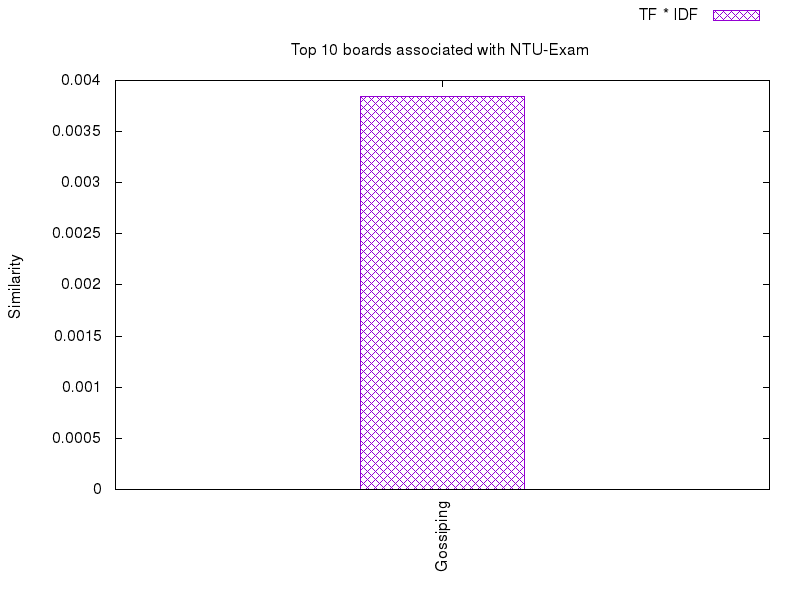 TF * IDF
Top 10 boards associated with NTU-Exam
0.004
0.0035
0.003
0.0025
0.002
0.0015
0.001
0.0005
0
Similarity
Gossiping